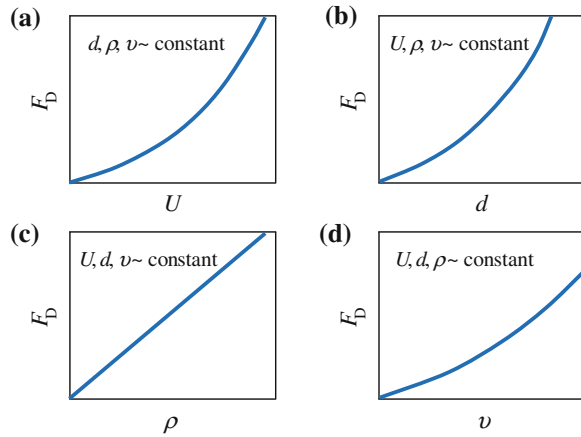 (a)
d, ρ, υ~ constant
F_D
U
(b)
U, ρ, υ~ constant
F_D
d
(c)
U, d, υ~ constant
F_D
ρ
(d)
U, d, ρ~ constant
F_D
υ